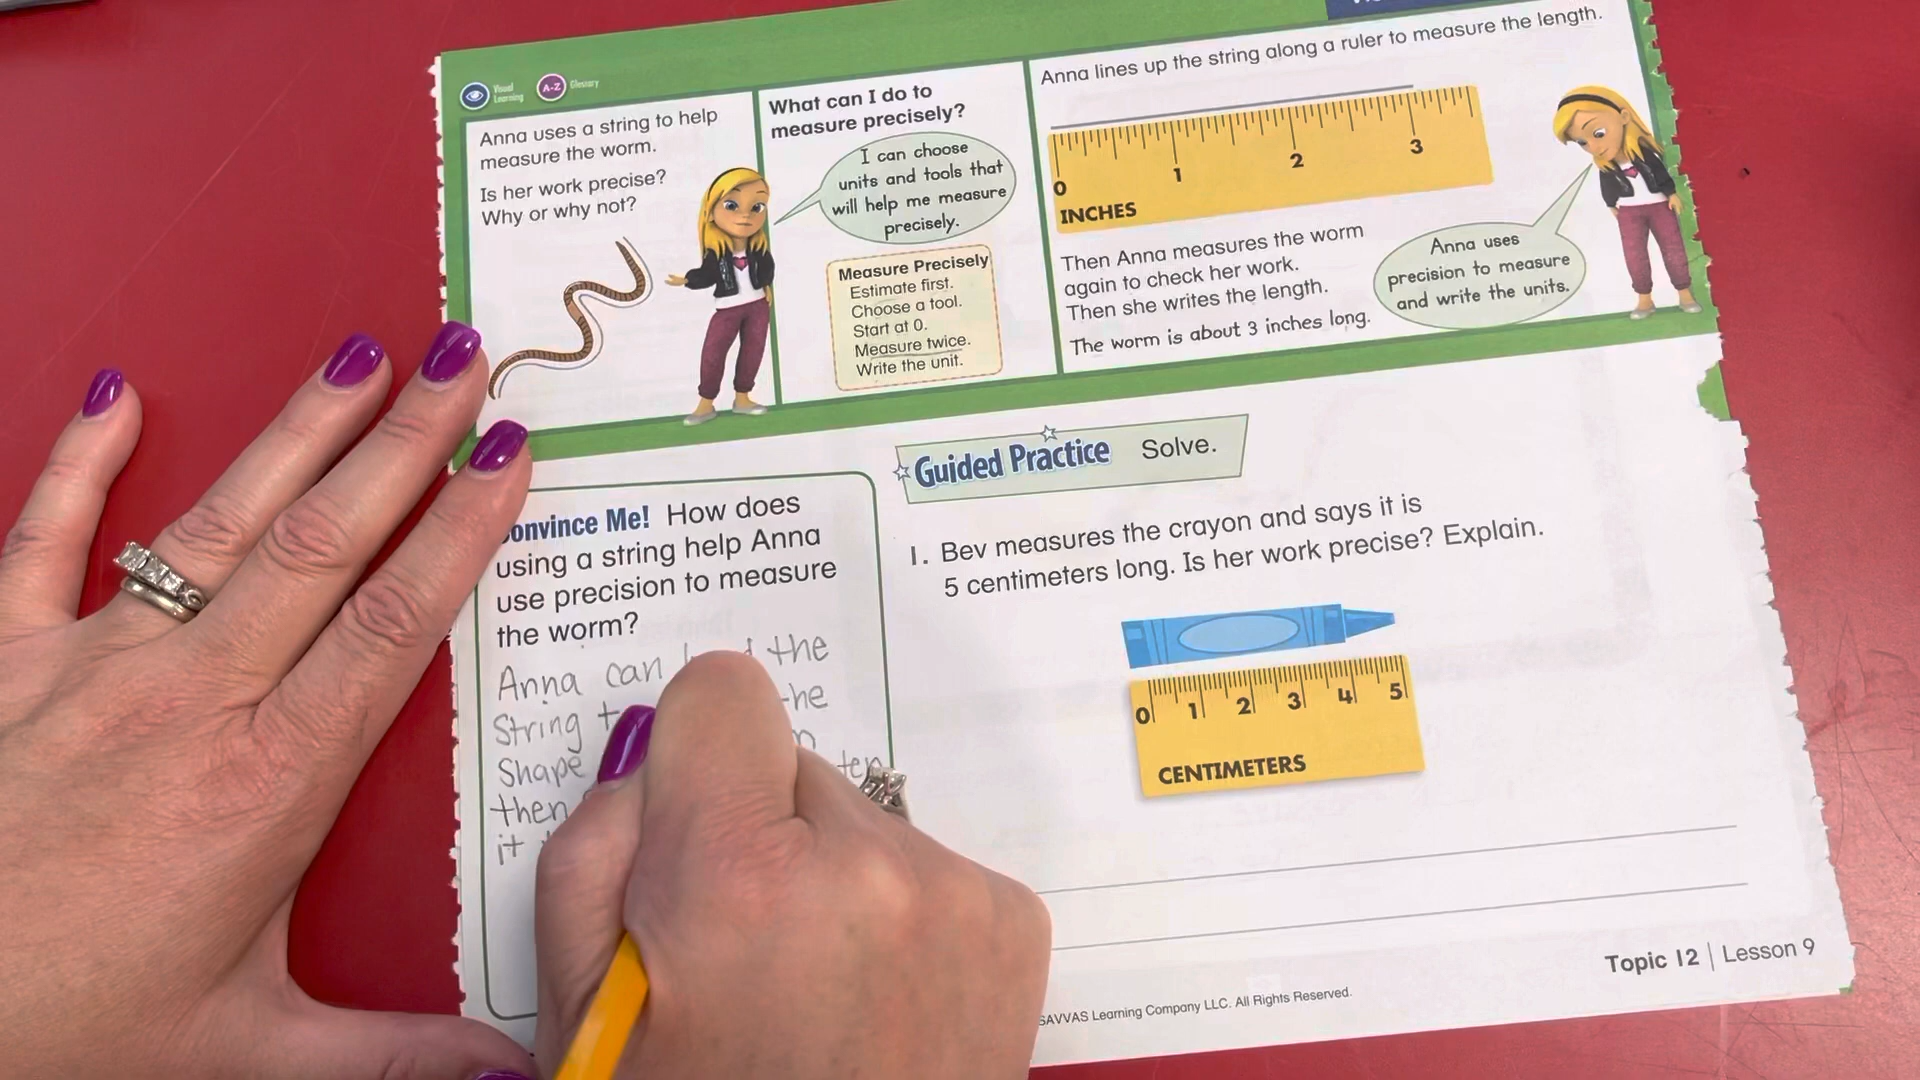 Visual
Learning
A-Z Glossary
Anna uses a string to help
measure the worm.
Is her work precise?
Why or why not?
What can I do to
measure precisely?
I can choose
units and tools that
will help me measure
precisely.
Measure Precisely
Estimate first.
Choose a tool.
Start at 0.
Measure twice.
Write the unit.
Anna lines up the string along a ruler to measure the length.
0 1 2 3
INCHES
Then Anna measures the worm
again to check her work.
Then she writes the length.
The worm is about 3 inches long.
Anna uses
precision to measure
and write the units.
onvince Me! How does
using a string help Anna
use precision to measure
the worm?
Anna can the
String the
Shape
then
it
Guided Practice Solve.
1. Bev measures the crayon and says it is
5 centimeters long. Is her work precise? Explain.
0 1 2 3 4 5
CENTIMETERS
Topic 12 | Lesson 9
SAVVAS Learning Company LLC. All Rights Reserved.